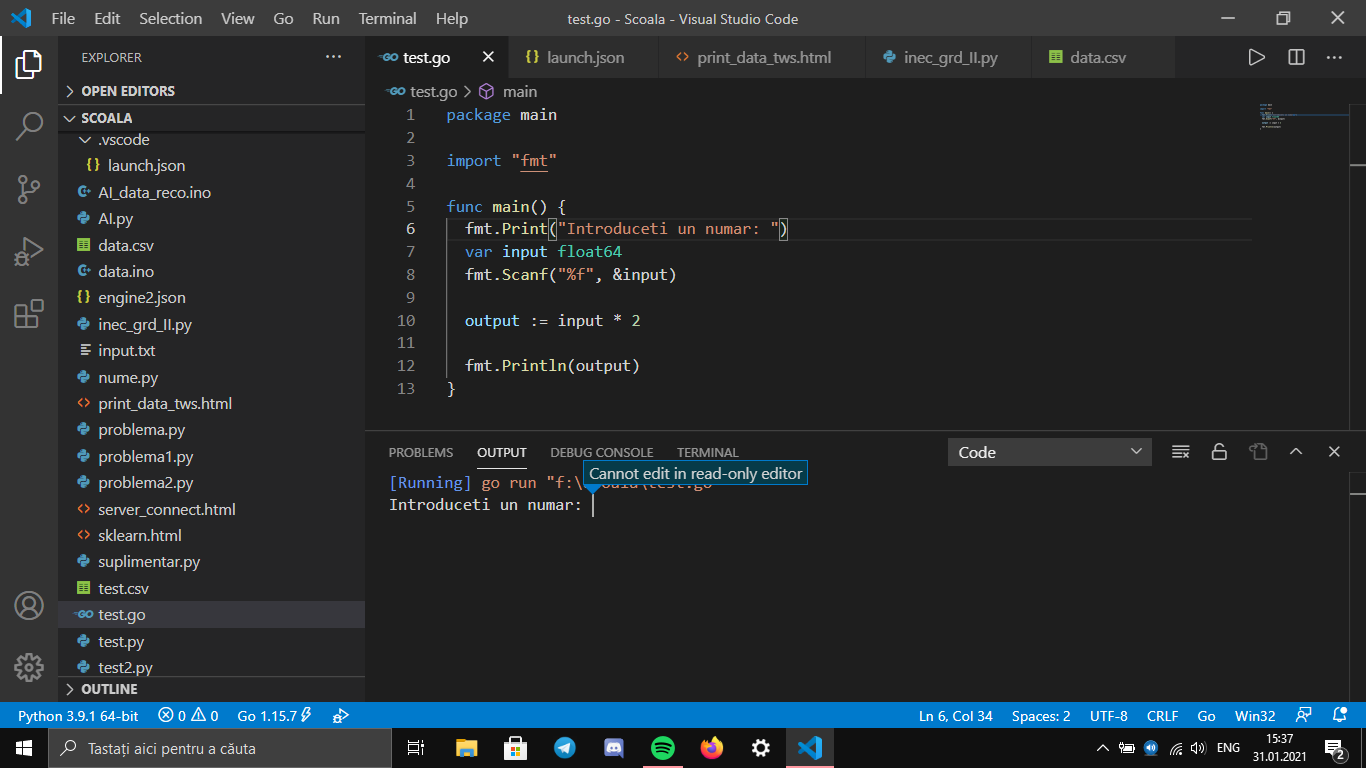 File Edit Selection View Go Run Terminal Help test.go - Scoala - Visual Studio Code
EXPLORER
OPEN EDITORS
SCOALA
.vscode
launch.json
AI_data_reco.ino
AI.py
data.csv
data.ino
engine2.json
inec_grd_II.py
input.txt
nume.py
print_data_tws.html
problema.py
problema1.py
problema2.py
server_connect.html
sklearn.html
suplimentar.py
test.csv
test.go
test.py
test2.py
OUTLINE
test.go launch.json print_data_tws.html inec_grd_II.py data.csv
test.go > main
1 package main
2
3 import "fmt"
4
5 func main() {
6 fmt.Print("Introduceti un numar: ")
7 var input float64
8 fmt.Scanf("%f", &input)
9
10 output := input * 2
11
12 fmt.Println(output)
13 }
PROBLEMS OUTPUT DEBUG CONSOLE TERMINAL Code
Cannot edit in read-only editor
[Running] go run "f:\
Introduceti un numar:
Python 3.9.1 64-bit 0 0 Go 1.15.7 Ln 6, Col 34 Spaces: 2 UTF-8 CRLF Go Win32
Tastați aici pentru a căuta ENG 15:37
31.01.2021 2